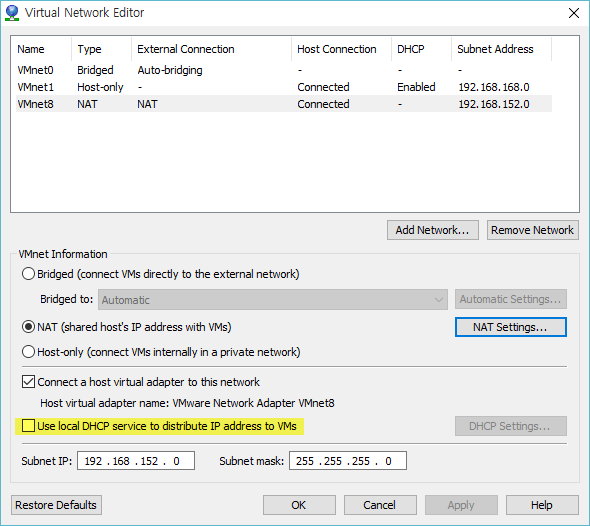 Virtual Network Editor
Name Type External Connection Host Connection DHCP Subnet Address
VMnet0 Bridged Auto-bridging - - -
VMnet1 Host-only - Connected Enabled 192.168.168.0
VMnet8 NAT NAT Connected - 192.168.152.0
Add Network... Remove Network
VMnet Information
Bridged (connect VMs directly to the external network)
Bridged to: Automatic Automatic Settings...
NAT (shared host's IP address with VMs) NAT Settings...
Host-only (connect VMs internally in a private network)
Connect a host virtual adapter to this network
Host virtual adapter name: VMware Network Adapter VMnet8
Use local DHCP service to distribute IP address to VMs DHCP Settings...
Subnet IP: 192 .168 .152 . 0 Subnet mask: 255 .255 .255 . 0
Restore Defaults OK Cancel Apply Help